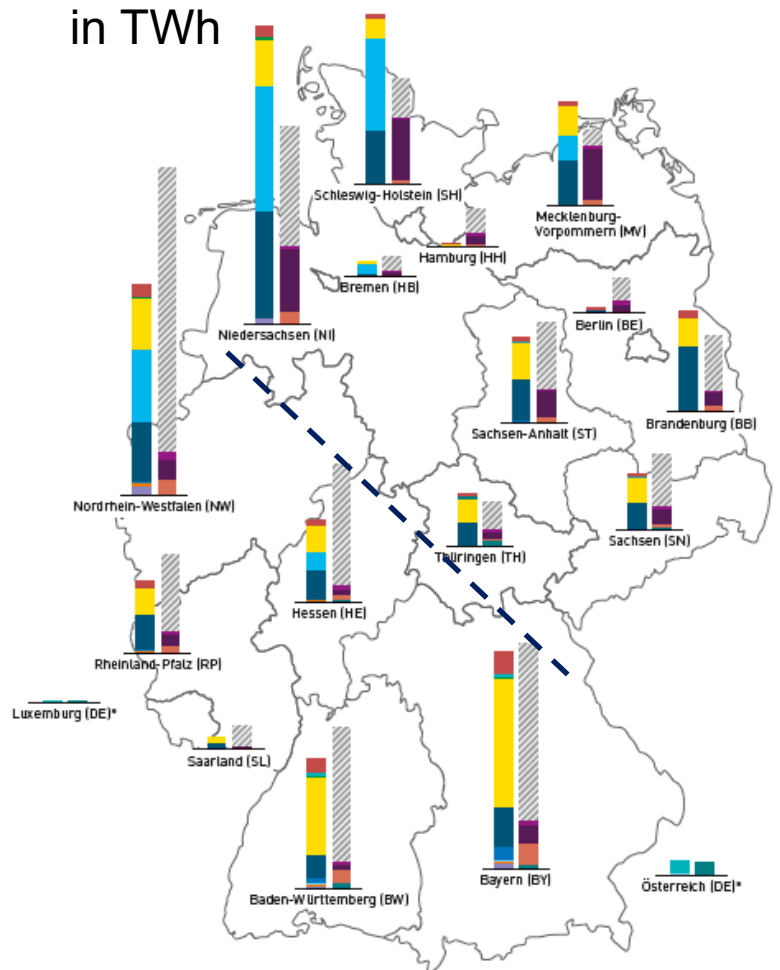 in TWh
Schleswig-Holstein (SH)
Mecklenburg-
Vorpommern (MV)
Hamburg (HH)
Bremen (HB)
Niedersachsen (NI)
Berlin (BE)
Brandenburg (BB)
Sachsen-Anhalt (ST)
Nordrhein-Westfalen (NW)
Sachsen (SN)
Thüringen (TH)
Hessen (HE)
Rheinland-Pfalz (RP)
Luxemburg (DE)*
Saarland (SL)
Bayern (BY)
Österreich (DE)*
Baden-Württemberg (BW)